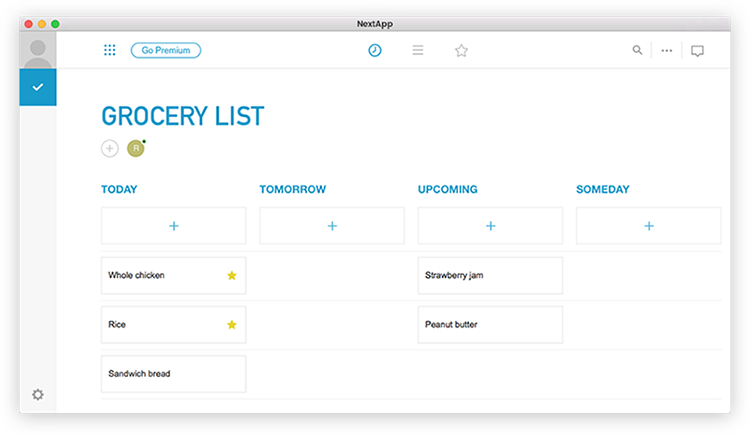 NextApp
Go Premium
GROCERY LIST
R
TODAY TOMORROW UPCOMING SOMEDAY
+ + + +
Whole chicken Strawberry jam
Rice Peanut butter
Sandwich bread